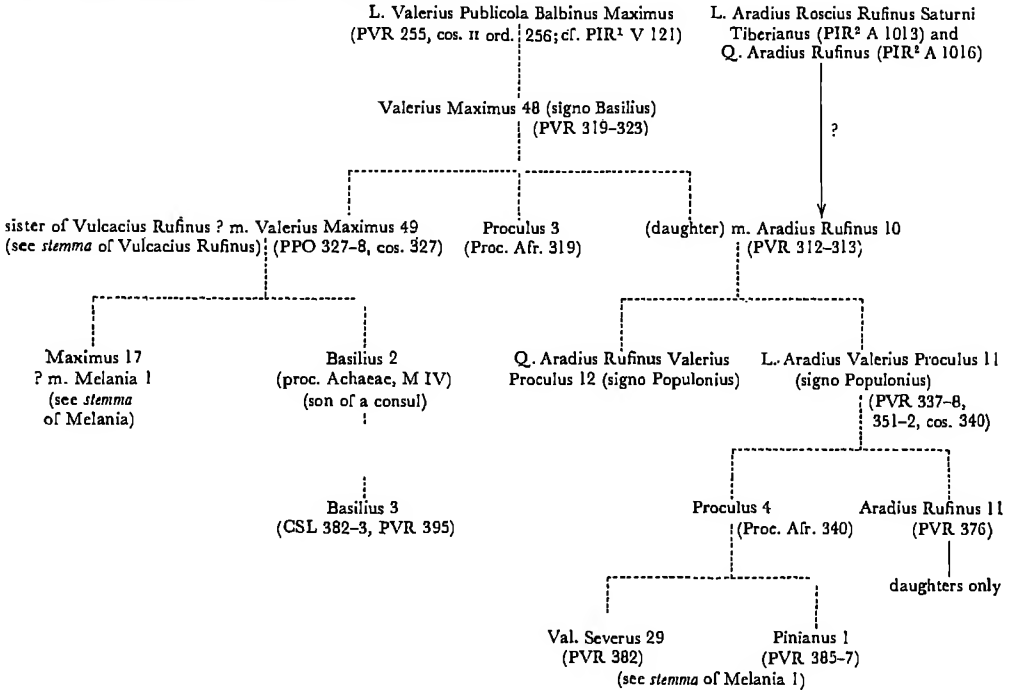 L. Valerius Publicola Balbinus Maximus
(PVR 255, cos. II ord. 256; cf. PIR¹ V 121)
L. Aradius Roscius Rufinus Saturni
Tiberianus (PIR² A 1013) and
Q. Aradius Rufinus (PIR² A 1016)
Valerius Maximus 48 (signo Basilius)
(PVR 319–323)
?
sister of Vulcacius Rufinus ? m. Valerius Maximus 49
(see stemma of Vulcacius Rufinus) (PPO 327–8, cos. 327)
Proculus 3
(Proc. Afr. 319)
(daughter) m. Aradius Rufinus 10
(PVR 312–313)
Maximus 17
? m. Melania 1
(see stemma
of Melania)
Basilius 2
(proc. Achaeae, M IV)
(son of a consul)
Q. Aradius Rufinus Valerius
Proculus 12 (signo Populonius)
L. Aradius Valerius Proculus 11
(signo Populonius)
(PVR 337–8,
351–2, cos. 340)
Basilius 3
(CSL 382–3, PVR 395)
Proculus 4
(Proc. Afr. 340)
Aradius Rufinus 11
(PVR 376)
daughters only
Val. Severus 29
(PVR 382)
Pinianus 1
(PVR 385–7)
(see stemma of Melania 1)